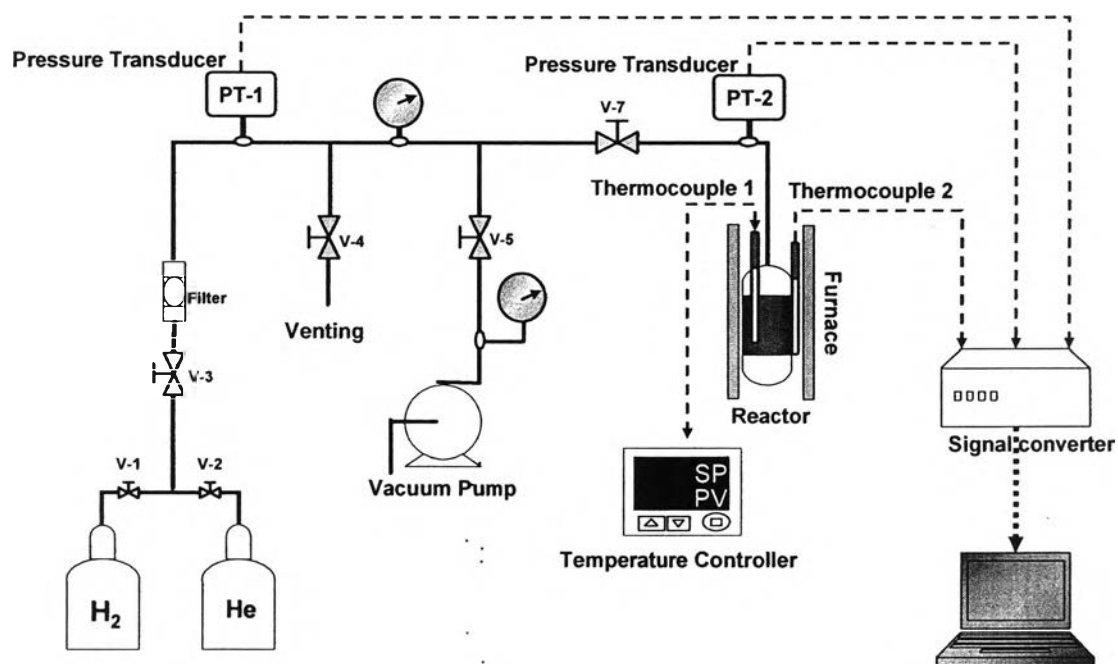 Pressure Transducer
PT-1
Pressure Transducer
PT-2
V-7
Thermocouple 1
Thermocouple 2
V-4
V-5
Filter
Venting
Furnace
V-3
Reactor
Signal converter
V-1
V-2
Vacuum Pump
SP
PV
Temperature Controller
H₂
He